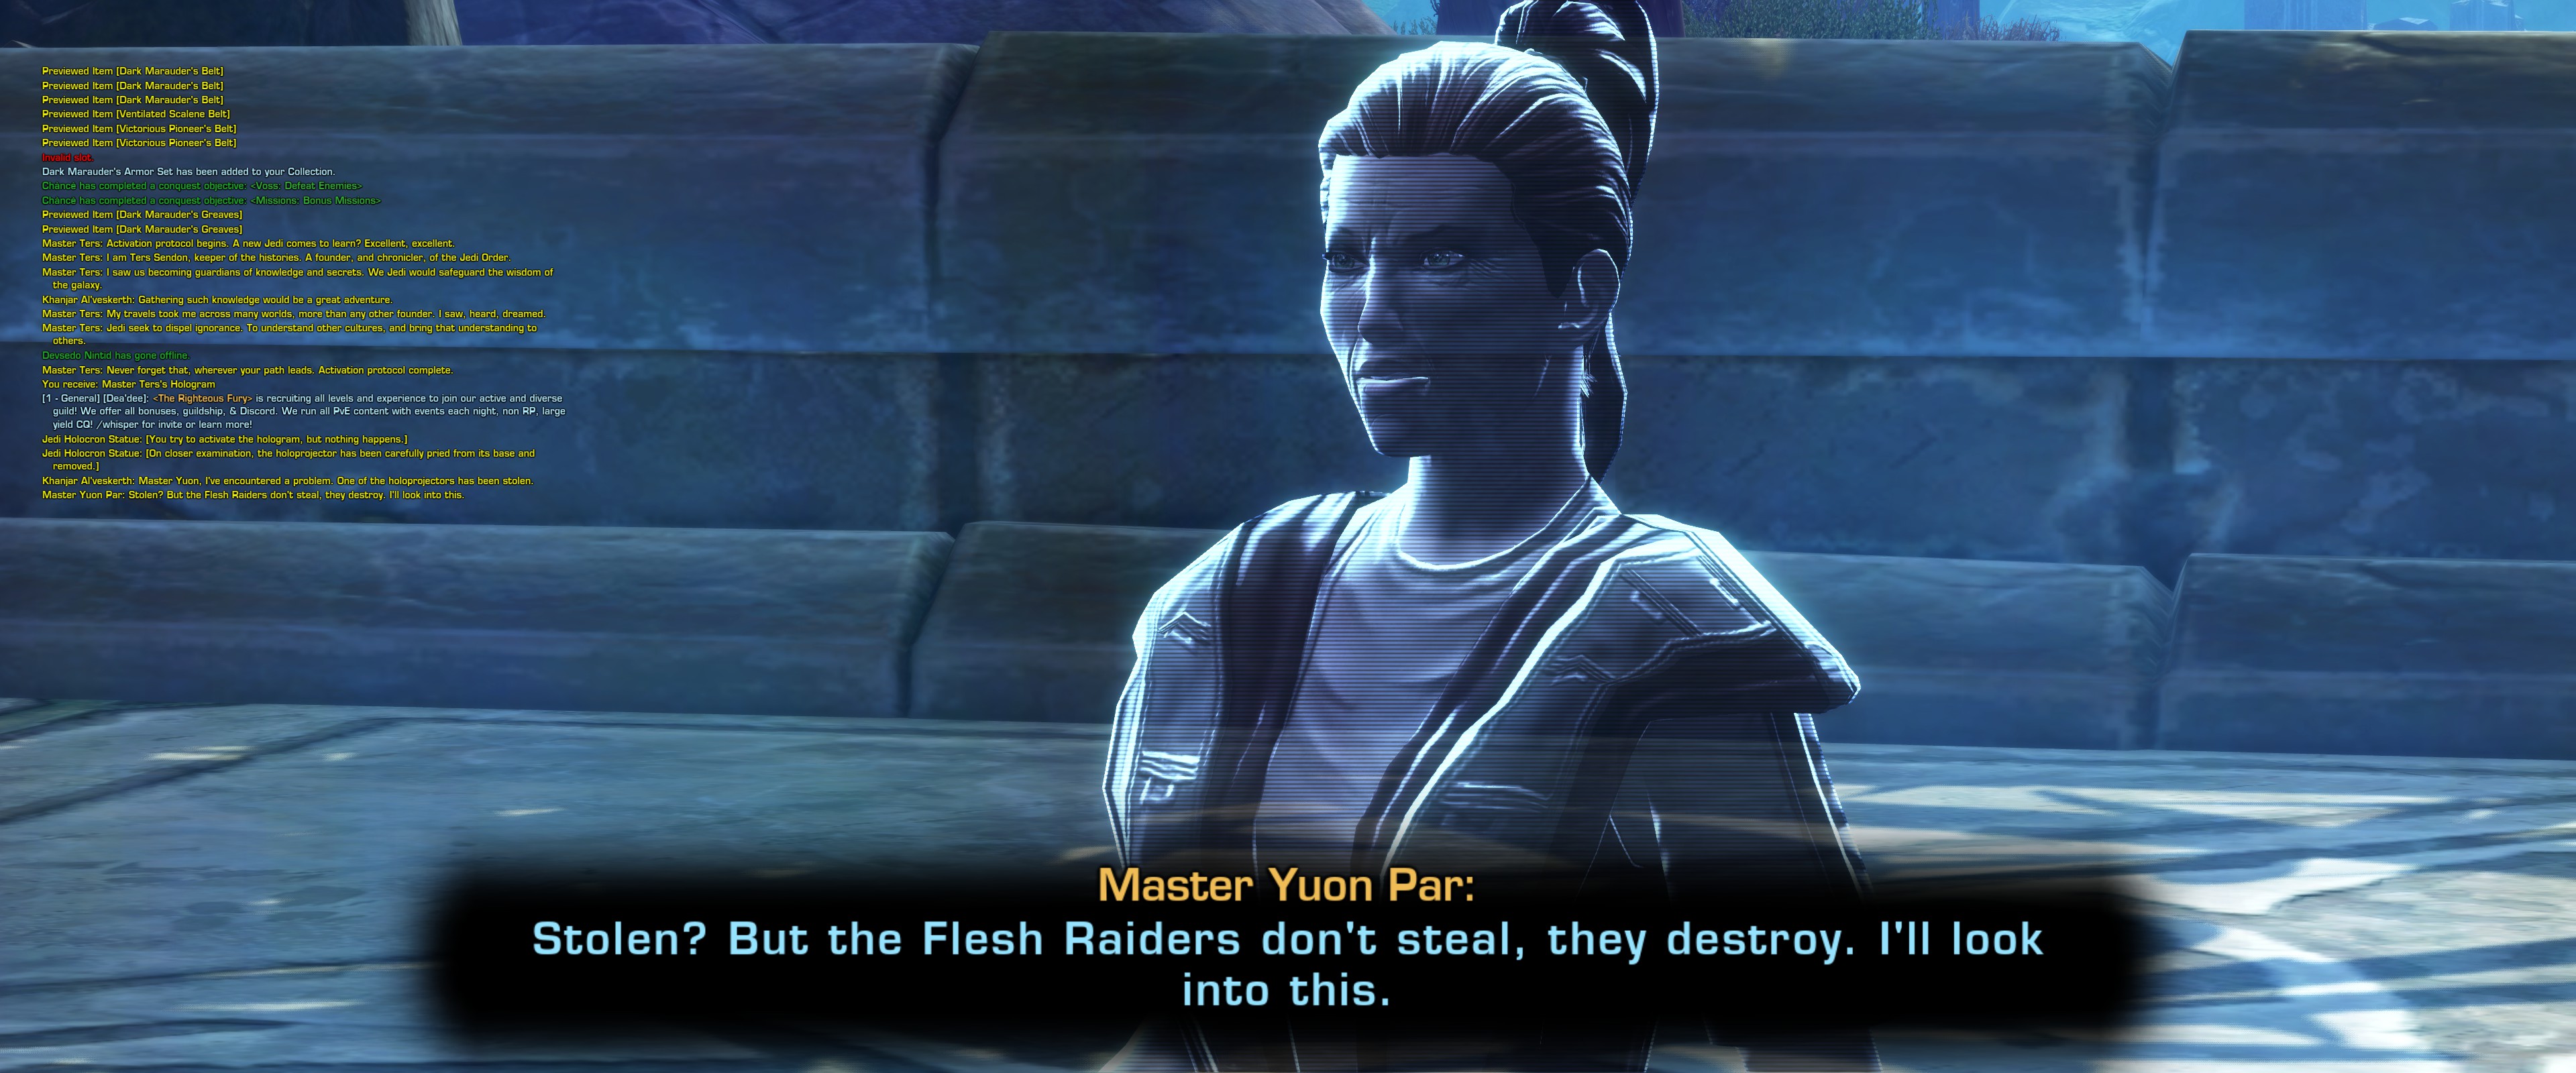 Previewed Item [Dark Marauder's Belt]
Previewed Item [Dark Marauder's Belt]
Previewed Item [Dark Marauder's Belt]
Previewed Item [Ventilated Scalene Belt]
Previewed Item [Victorious Pioneer's Belt]
Previewed Item [Victorious Pioneer's Belt]
Invalid slot.
Dark Marauder's Armor Set has been added to your Collection.
Chance has completed a conquest objective: <Voss: Defeat Enemies>
Chance has completed a conquest objective: <Missions: Bonus Missions>
Previewed Item [Dark Marauder's Greaves]
Previewed Item [Dark Marauder's Greaves]
Master Ters: Activation protocol begins. A new Jedi comes to learn? Excellent, excellent.
Master Ters: I am Ters Sendon, keeper of the histories. A founder, and chronicler, of the Jedi Order.
Master Ters: I saw us becoming guardians of knowledge and secrets. We Jedi would safeguard the wisdom of
the galaxy.
Khanjar Al'veskerth: Gathering such knowledge would be a great adventure.
Master Ters: My travels took me across many worlds, more than any other founder. I saw, heard, dreamed.
Master Ters: Jedi seek to dispel ignorance. To understand other cultures, and bring that understanding to
others.
Devsedo Nintid has gone offline.
Master Ters: Never forget that, wherever your path leads. Activation protocol complete.
You receive: Master Ters's Hologram
[1 - General] [Dea'dee]: <The Righteous Fury> is recruiting all levels and experience to join our active and diverse
guild! We offer all bonuses, guildship, & Discord. We run all PvE content with events each night, non RP, large
yield CQ! /whisper for invite or learn more!
Jedi Holocron Statue: [You try to activate the hologram, but nothing happens.]
Jedi Holocron Statue: [On closer examination, the holoprojector has been carefully pried from its base and
removed.]
Khanjar Al'veskerth: Master Yuon, I've encountered a problem. One of the holoprojectors has been stolen.
Master Yuon Par: Stolen? But the Flesh Raiders don't steal, they destroy. I'll look into this.
Master Yuon Par:
Stolen? But the Flesh Raiders don't steal, they destroy. I'll look
into this.